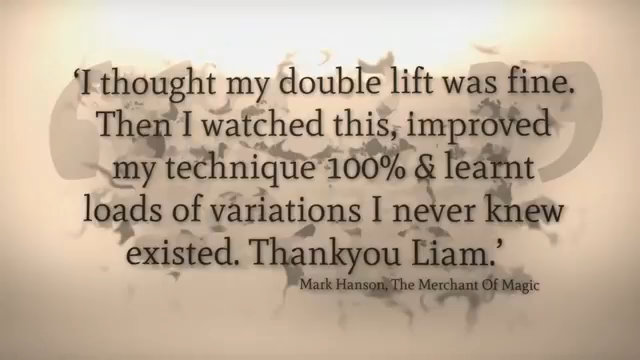 ‘I thought my double lift was fine.
Then I watched this, improved
my technique 100% & learnt
loads of variations I never knew
existed. Thankyou Liam.’
Mark Hanson, The Merchant Of Magic